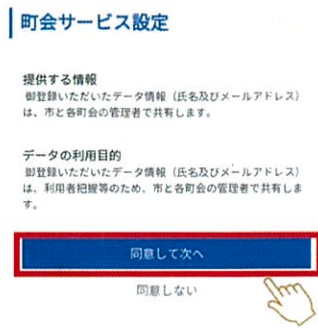 町会サービス設定
提供する情報
御登録いただいたデータ情報（氏名及びメールアドレス）
は、市と各町会の管理者で共有します。
データの利用目的
御登録いただいたデータ情報（氏名及びメールアドレス）
は、利用者把握等のため、市と各町会の管理者で共有しま
す。
同意して次へ
同意しない